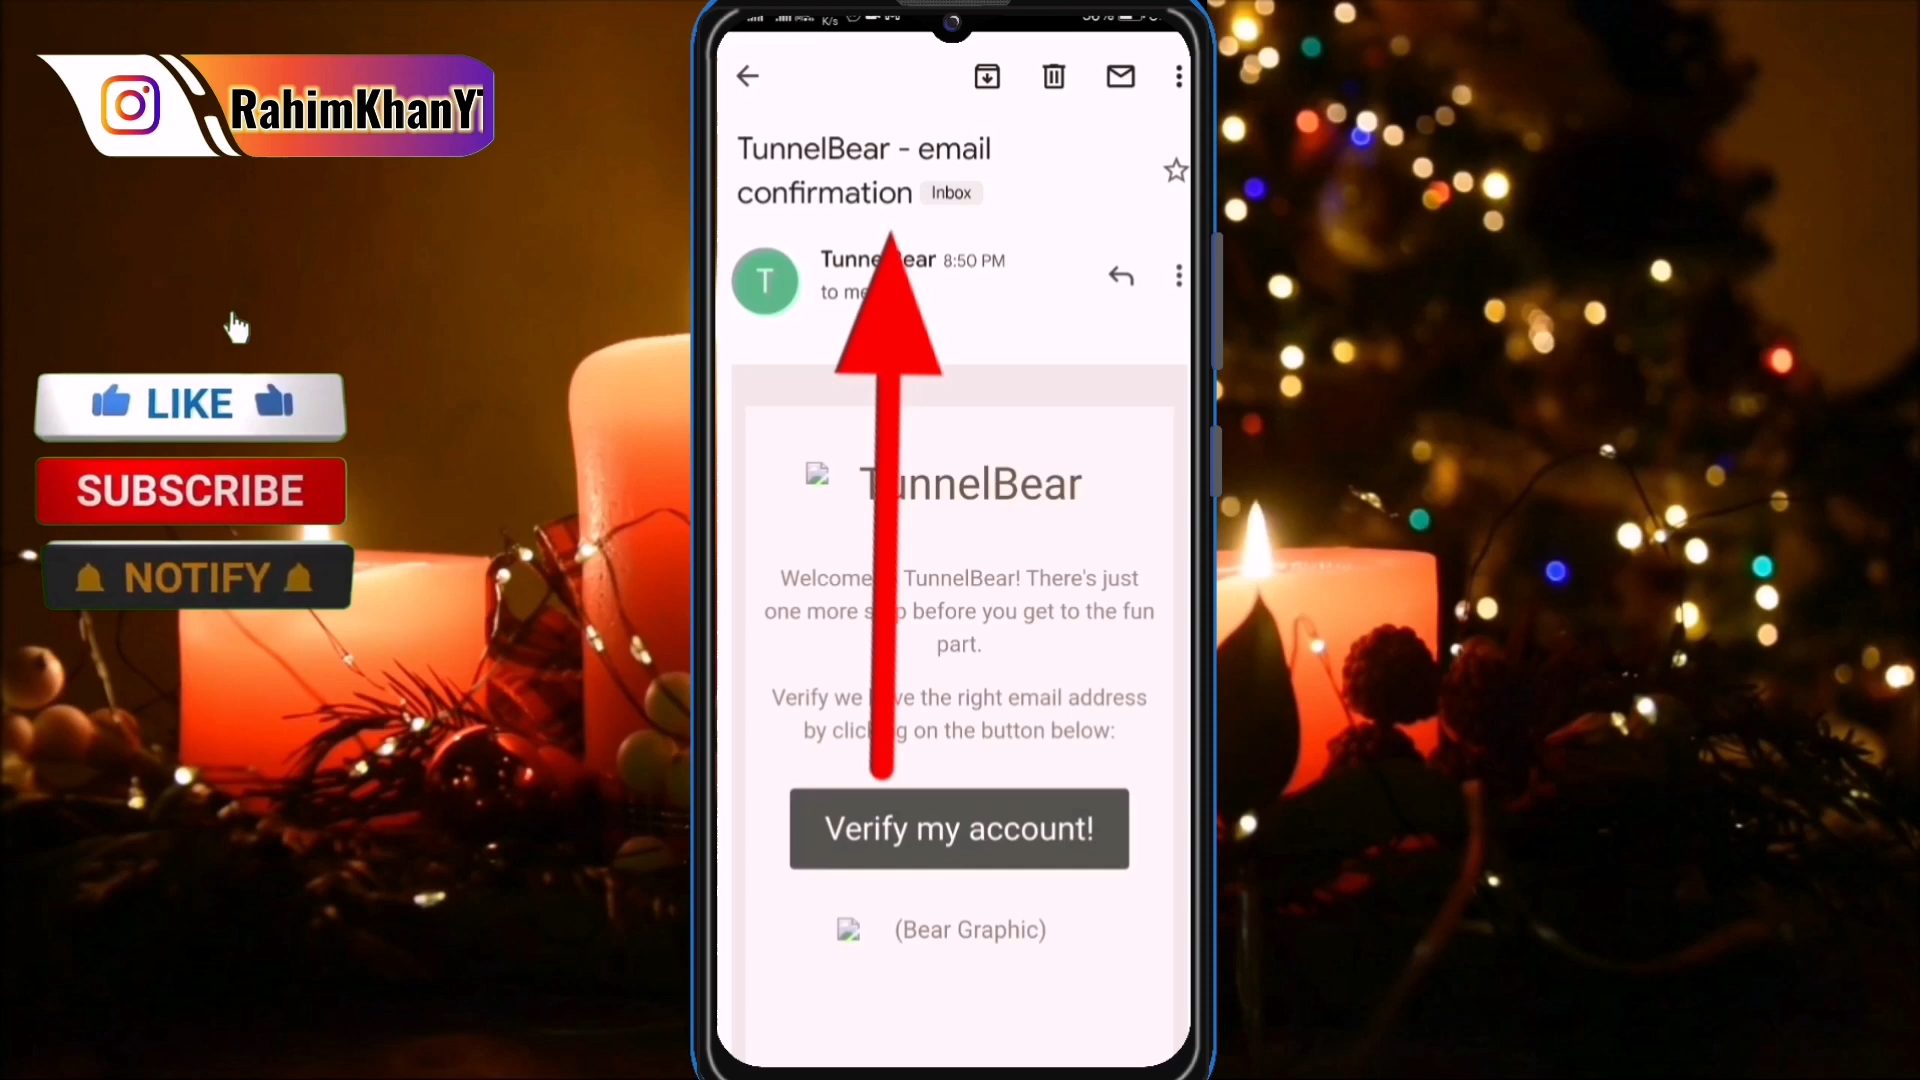 K/s
RahimKhanYT
TunnelBear - email
confirmation Inbox
TunnelBear 8:50 PM
T
to me
LIKE
SUBSCRIBE
NOTIFY
TunnelBear
Welcome TunnelBear! There's just
one more step before you get to the fun
part.
Verify we have the right email address
by clicking on the button below:
Verify my account!
(Bear Graphic)